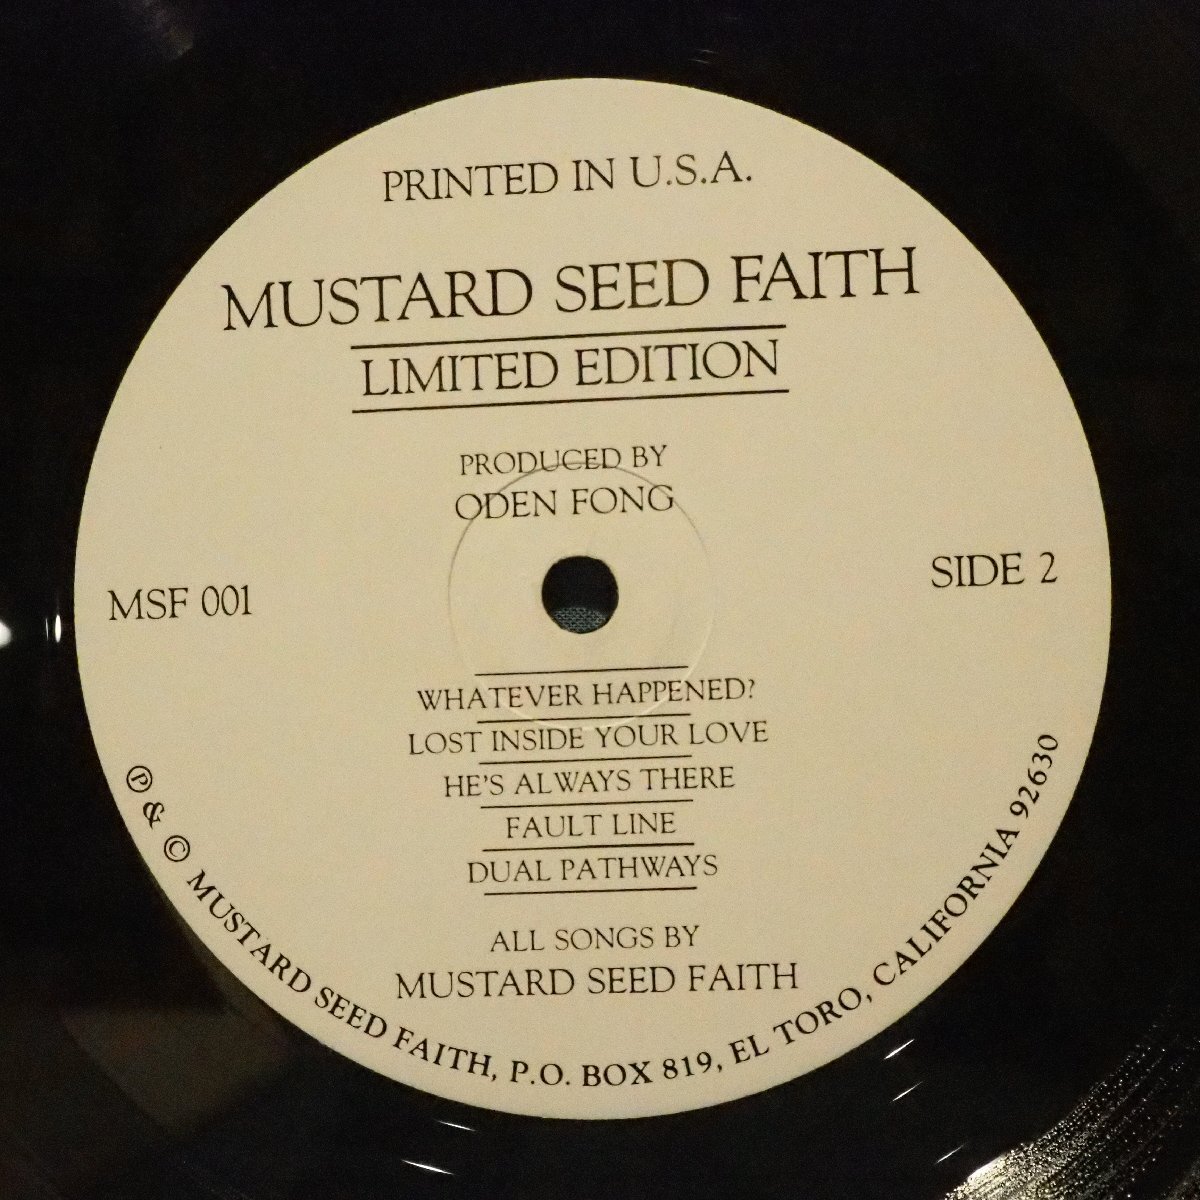 PRINTED IN U.S.A.
MUSTARD SEED FAITH
LIMITED EDITION
PRODUCED BY
ODEN FONG
MSF 001
SIDE 2
WHATEVER HAPPENED?
LOST INSIDE YOUR LOVE
HE'S ALWAYS THERE
FAULT LINE
DUAL PATHWAYS
ALL SONGS BY
MUSTARD SEED FAITH
℗ & © MUSTARD SEED FAITH, P.O. BOX 819, EL TORO, CALIFORNIA 92630